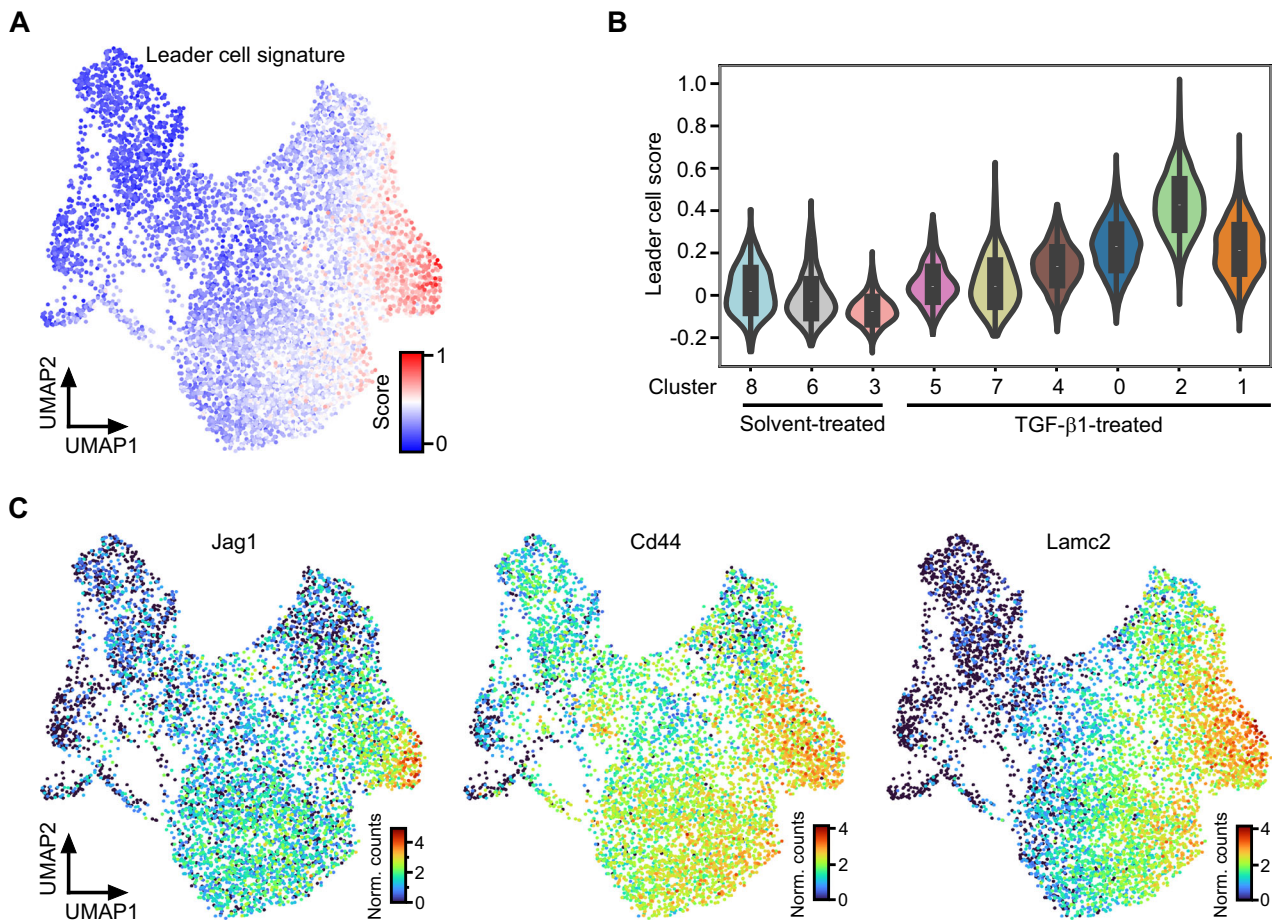 A
Leader cell signature
UMAP2
UMAP1
Score
1
0
B
Leader cell score
1.0
0.8
0.6
0.4
0.2
0
-0.2
Cluster 8 6 3 5 7 4 0 2 1
Solvent-treated TGF-β1-treated
C
Jag1
UMAP2
UMAP1
Norm. counts
4
2
0
Cd44
Norm. counts
4
2
0
Lamc2
Norm. counts
4
2
0